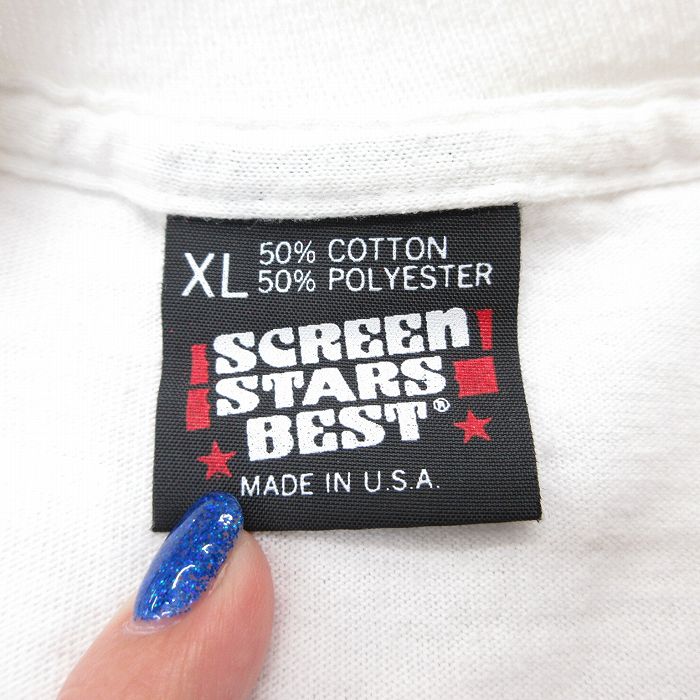 XL
50% COTTON
50% POLYESTER
SCREEN
STARS
BEST®
MADE IN U.S.A.